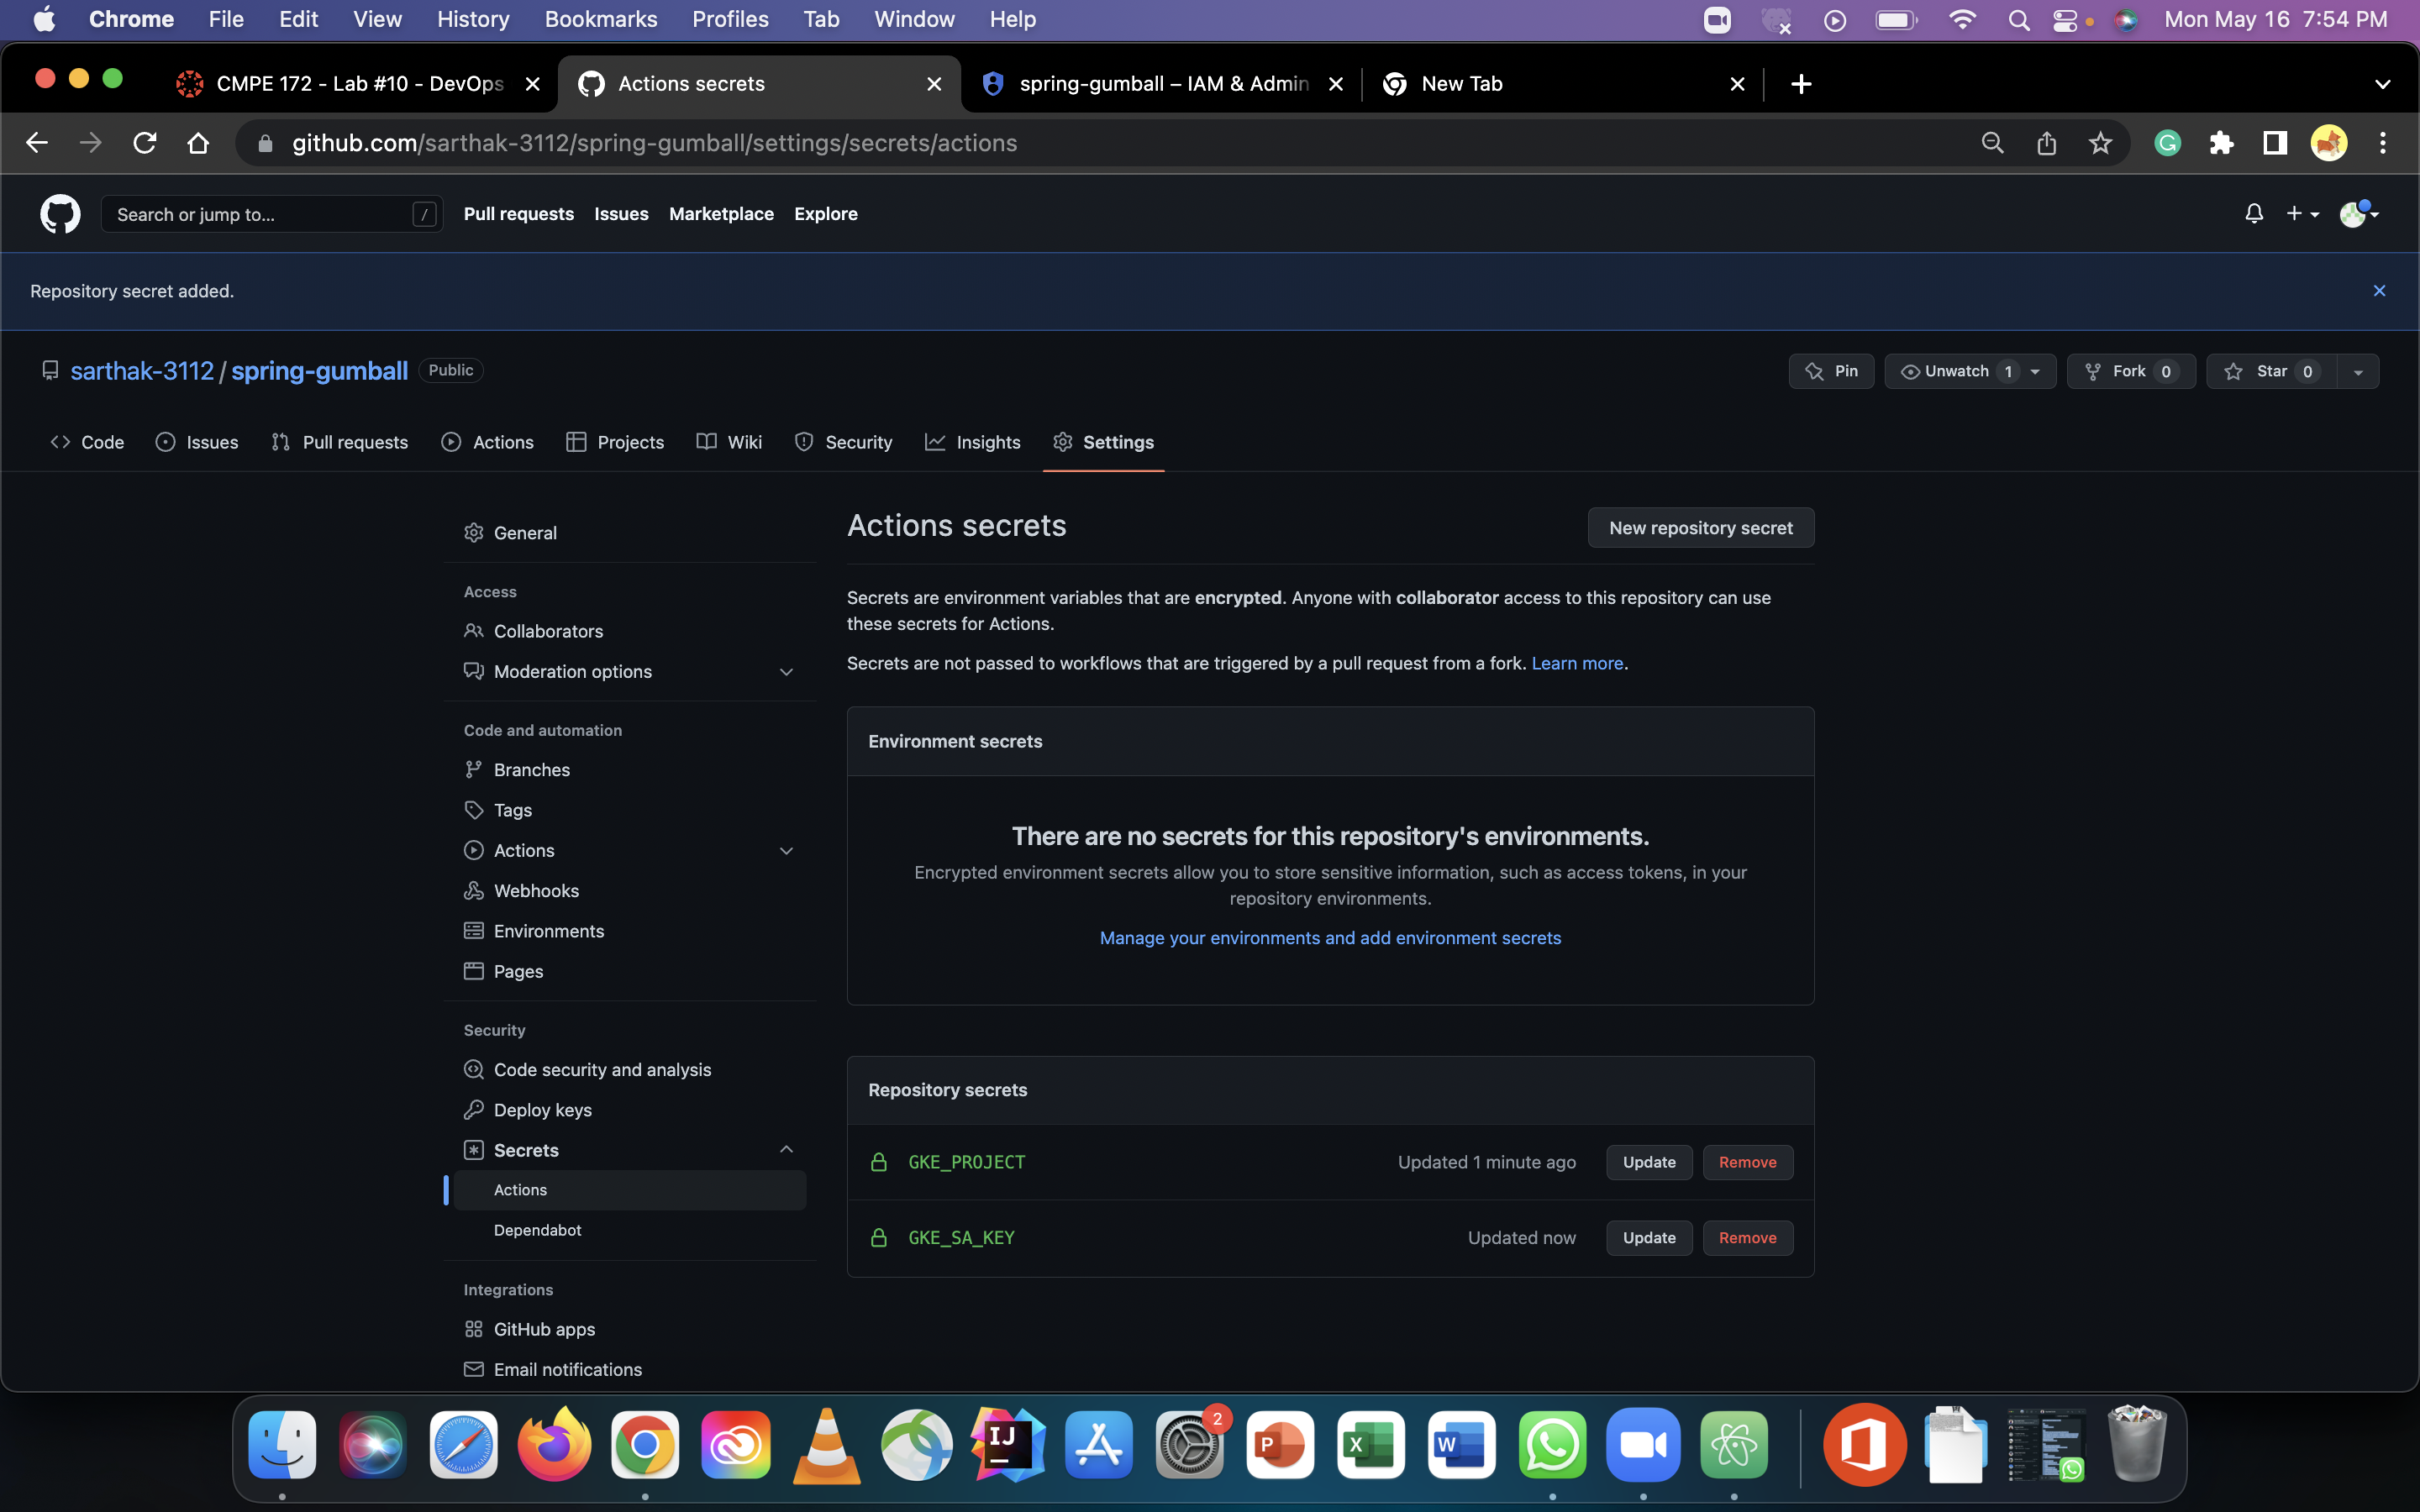 Chrome File Edit View History Bookmarks Profiles Tab Window Help Mon May 16 7:54 PM
CMPE 172 - Lab #10 - DevOps Actions secrets spring-gumball – IAM & Admin New Tab
github.com/sarthak-3112/spring-gumball/settings/secrets/actions
Search or jump to... / Pull requests Issues Marketplace Explore
Repository secret added.
sarthak-3112 / spring-gumball Public Pin Unwatch 1 Fork 0 Star 0
Code Issues Pull requests Actions Projects Wiki Security Insights Settings
General
Access
Collaborators
Moderation options
Code and automation
Branches
Tags
Actions
Webhooks
Environments
Pages
Security
Code security and analysis
Deploy keys
Secrets
Actions
Dependabot
Integrations
GitHub apps
Email notifications
Actions secrets New repository secret
Secrets are environment variables that are encrypted. Anyone with collaborator access to this repository can use
these secrets for Actions.
Secrets are not passed to workflows that are triggered by a pull request from a fork. Learn more.
Environment secrets
There are no secrets for this repository's environments.
Encrypted environment secrets allow you to store sensitive information, such as access tokens, in your
repository environments.
Manage your environments and add environment secrets
Repository secrets
GKE_PROJECT Updated 1 minute ago Update Remove
GKE_SA_KEY Updated now Update Remove
IJ 2 P X W